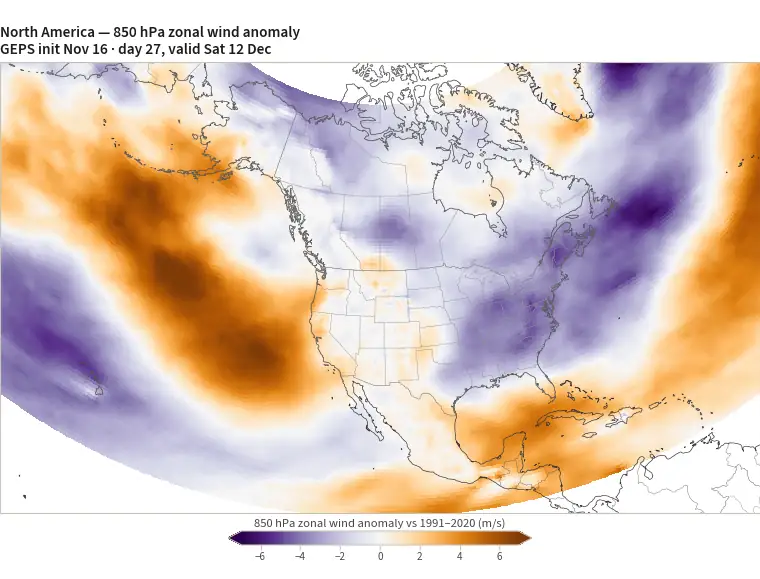 North America — 850 hPa zonal wind anomaly
GEPS init Nov 16 · day 27, valid Sat 12 Dec
850 hPa zonal wind anomaly vs 1991–2020 (m/s)
−6 −4 −2 0 2 4 6